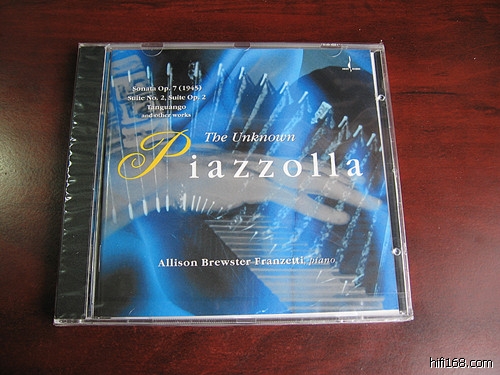 Sonata Op. 7 (1945)
Suite No. 2, Suite Op. 2
Tanguango
and other works
The Unknown
Piazzolla
Allison Brewster Franzetti, piano
hifi168.com